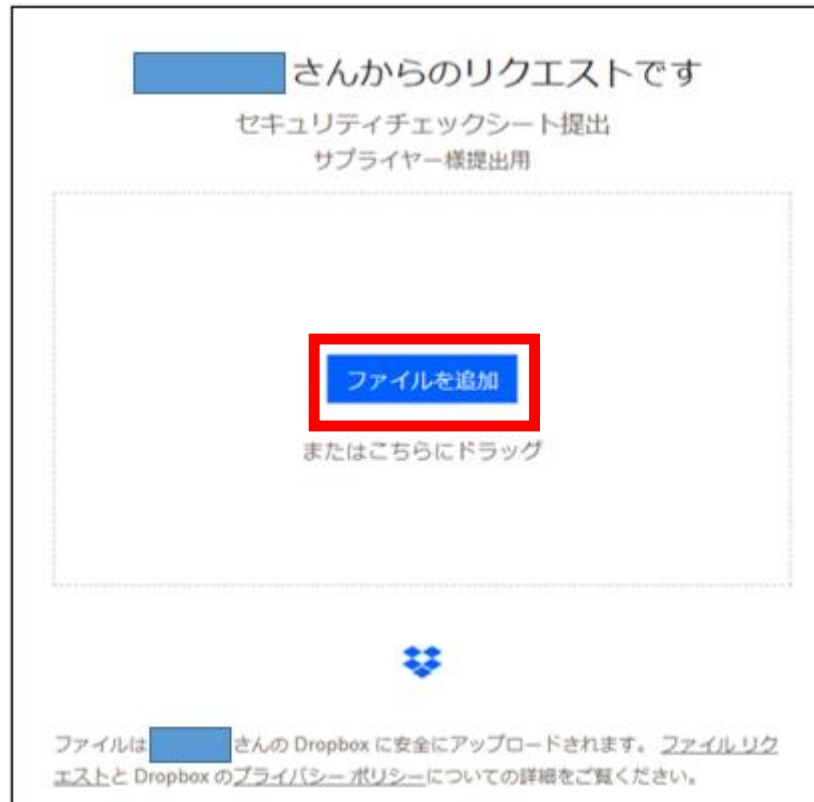 さんからのリクエストです
セキュリティチェックシート提出
サプライヤー様提出用
ファイルを追加
またはこちらにドラッグ
ファイルは さんの Dropbox に安全にアップロードされます。 ファイル リク
エストと Dropbox のプライバシー ポリシーについての詳細をご覧ください。